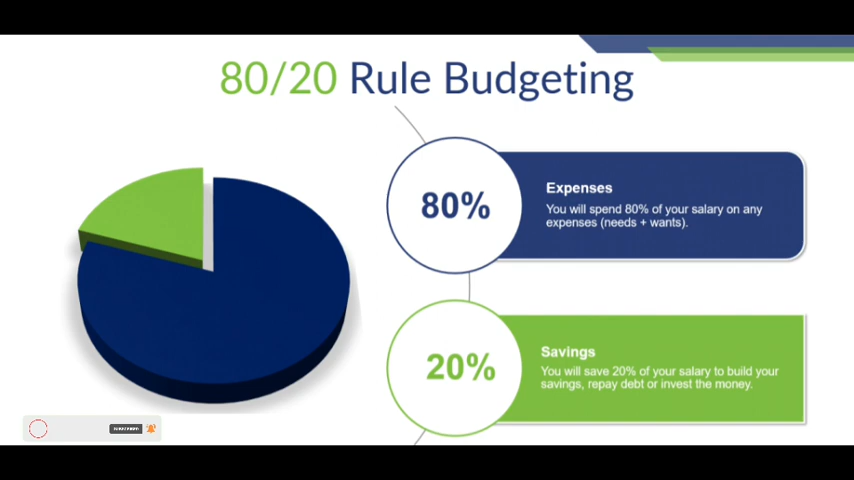 80/20 Rule Budgeting
80%
Expenses
You will spend 80% of your salary on any
expenses (needs + wants).
20%
Savings
You will save 20% of your salary to build your
savings, repay debt or invest the money.
SUBSCRIBED